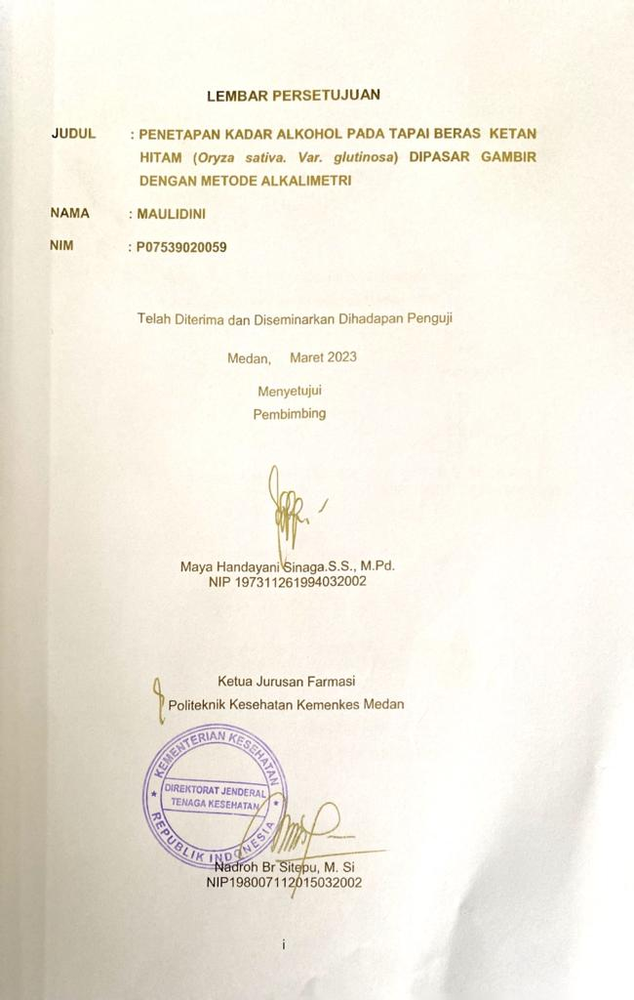 LEMBAR PERSETUJUAN
JUDUL : PENETAPAN KADAR ALKOHOL PADA TAPAI BERAS KETAN
HITAM (Oryza sativa. Var. glutinosa) DIPASAR GAMBIR
DENGAN METODE ALKALIMETRI
NAMA : MAULIDINI
NIM : P07539020059
Telah Diterima dan Diseminarkan Dihadapan Penguji
Medan, Maret 2023
Menyetujui
Pembimbing
Maya Handayani Sinaga.S.S., M.Pd.
NIP 197311261994032002
Ketua Jurusan Farmasi
Politeknik Kesehatan Kemenkes Medan
KEMENTERIAN KESEHATAN
DIREKTORAT JENDERAL
TENAGA KESEHATAN
REPUBLIK INDONESIA
Nadroh Br Sitepu, M. Si
NIP198007112015032002
i